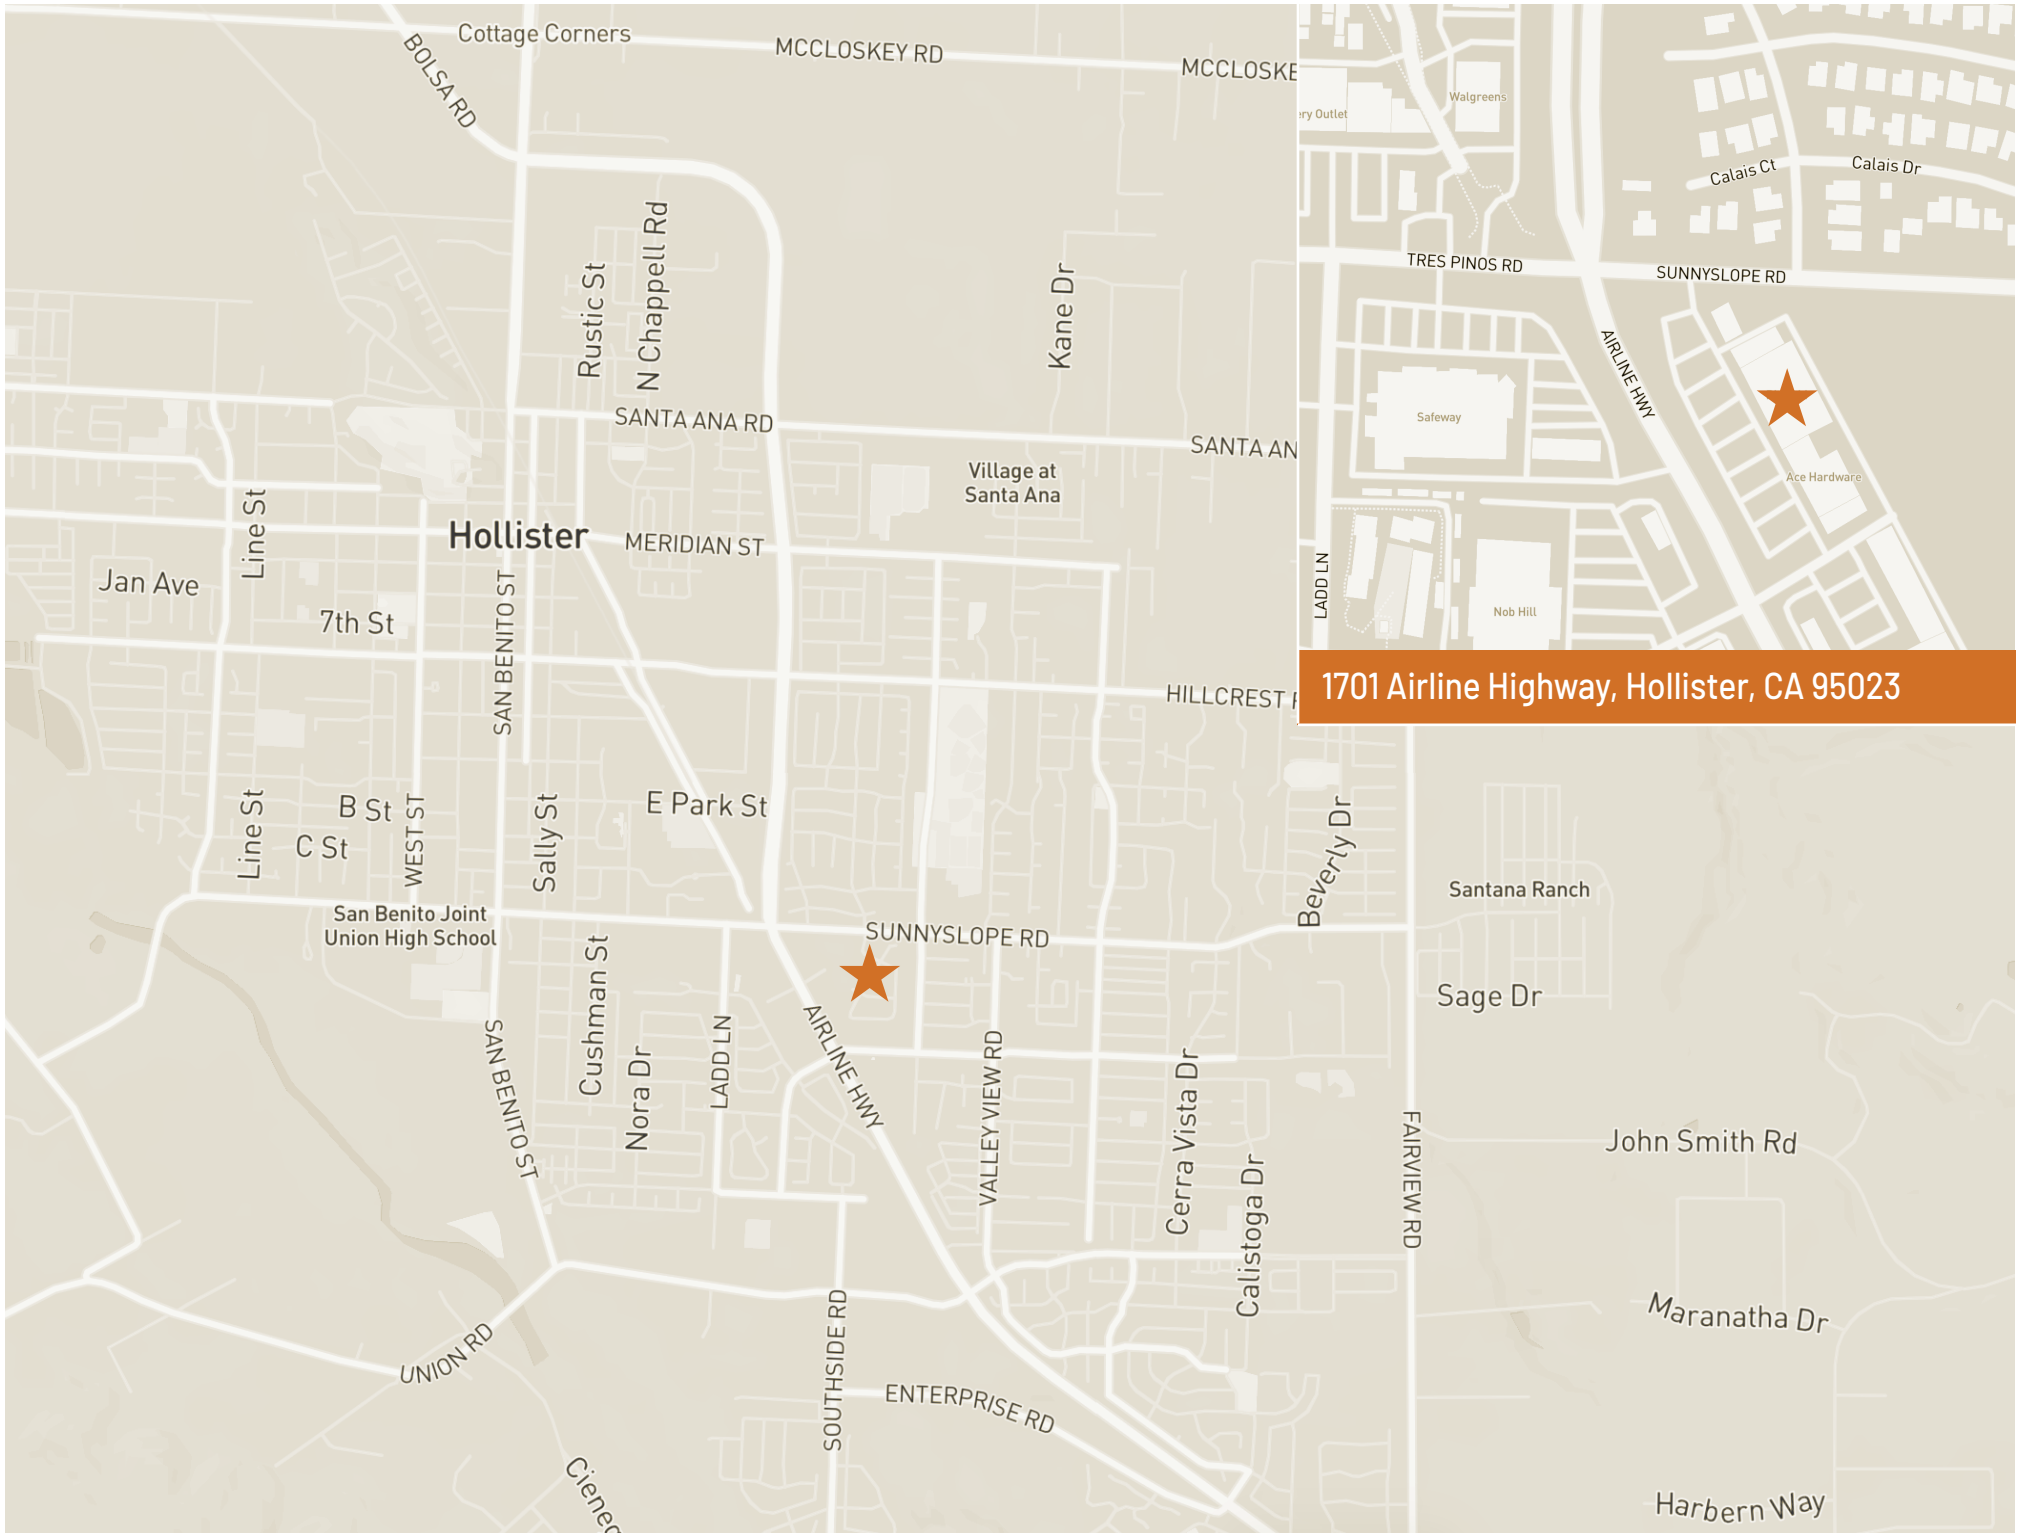 Cottage Corners
BOLSA RD
MCCLOSKEY RD
MCCLOSKE
Rustic St
N Chappell Rd
Kane Dr
SANTA ANA RD
SANTA AN
Village at
Santa Ana
Line St
Hollister
MERIDIAN ST
Jan Ave
7th St
SAN BENITO ST
HILLCREST
Line St
B St
C St
WEST ST
Sally St
E Park St
Beverly Dr
Santana Ranch
San Benito Joint
Union High School
SUNNYSLOPE RD
Cushman St
Sage Dr
SAN BENITO ST
Nora Dr
LADD LN
AIRLINE HWY
VALLEY VIEW RD
Cerra Vista Dr
FAIRVIEW RD
John Smith Rd
Calistoga Dr
Maranatha Dr
UNION RD
SOUTHSIDE RD
ENTERPRISE RD
Cieneg
Harbern Way
Walgreens
ery Outlet
Calais Ct
Calais Dr
TRES PINOS RD
SUNNYSLOPE RD
AIRLINE HWY
Safeway
Ace Hardware
LADD LN
Nob Hill
1701 Airline Highway, Hollister, CA 95023